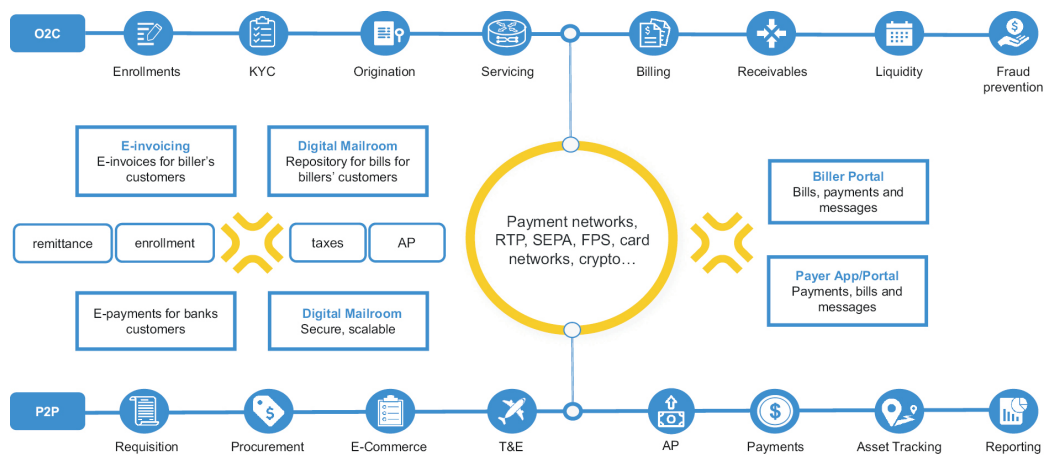 O2C
Enrollments
KYC
Origination
Servicing
Billing
Receivables
Liquidity
Fraud
prevention
E-invoicing
E-invoices for biller's
customers
Digital Mailroom
Repository for bills for
billers' customers
remittance
enrollment
taxes
AP
E-payments for banks
customers
Digital Mailroom
Secure, scalable
Payment networks,
RTP, SEPA, FPS, card
networks, crypto…
Biller Portal
Bills, payments and
messages
Payer App/Portal
Payments, bills and
messages
P2P
Requisition
Procurement
E-Commerce
T&E
AP
Payments
Asset Tracking
Reporting